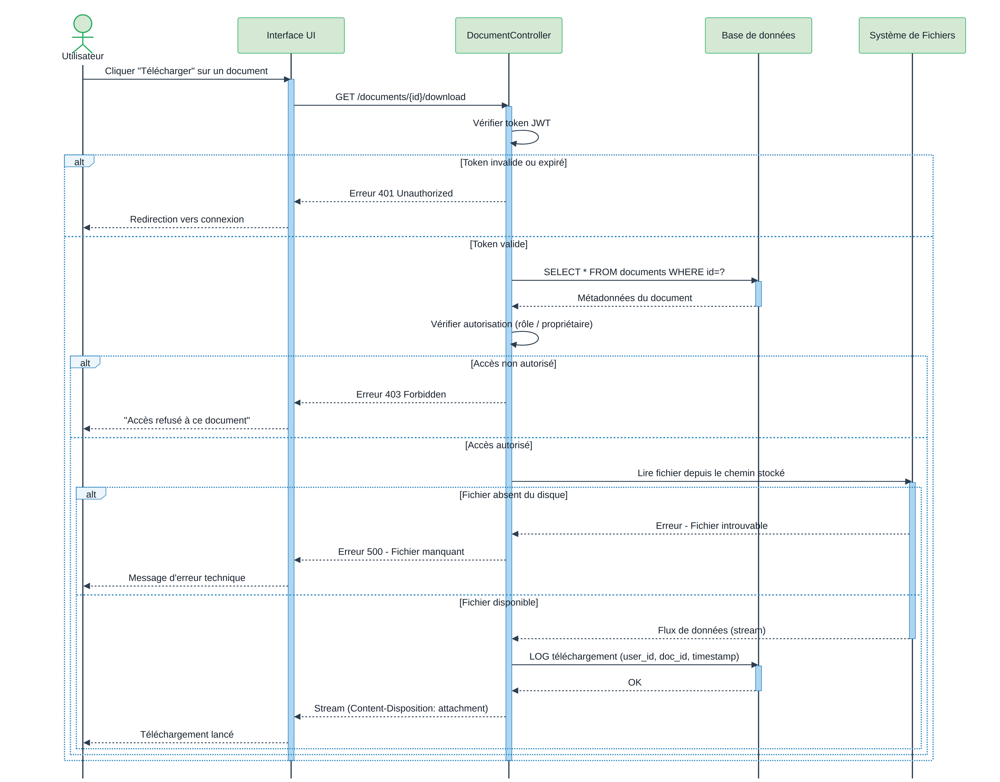 Utilisateur
Interface UI
DocumentController
Base de données
Système de Fichiers
Cliquer "Télécharger" sur un document
GET /documents/{id}/download
Vérifier token JWT
alt
[Token invalide ou expiré]
Erreur 401 Unauthorized
Redirection vers connexion
[Token valide]
SELECT * FROM documents WHERE id=?
Métadonnées du document
Vérifier autorisation (rôle / propriétaire)
alt
[Accès non autorisé]
Erreur 403 Forbidden
"Accès refusé à ce document"
[Accès autorisé]
Lire fichier depuis le chemin stocké
alt
[Fichier absent du disque]
Erreur - Fichier introuvable
Erreur 500 - Fichier manquant
Message d'erreur technique
[Fichier disponible]
Flux de données (stream)
LOG téléchargement (user_id, doc_id, timestamp)
OK
Stream (Content-Disposition: attachment)
Téléchargement lancé